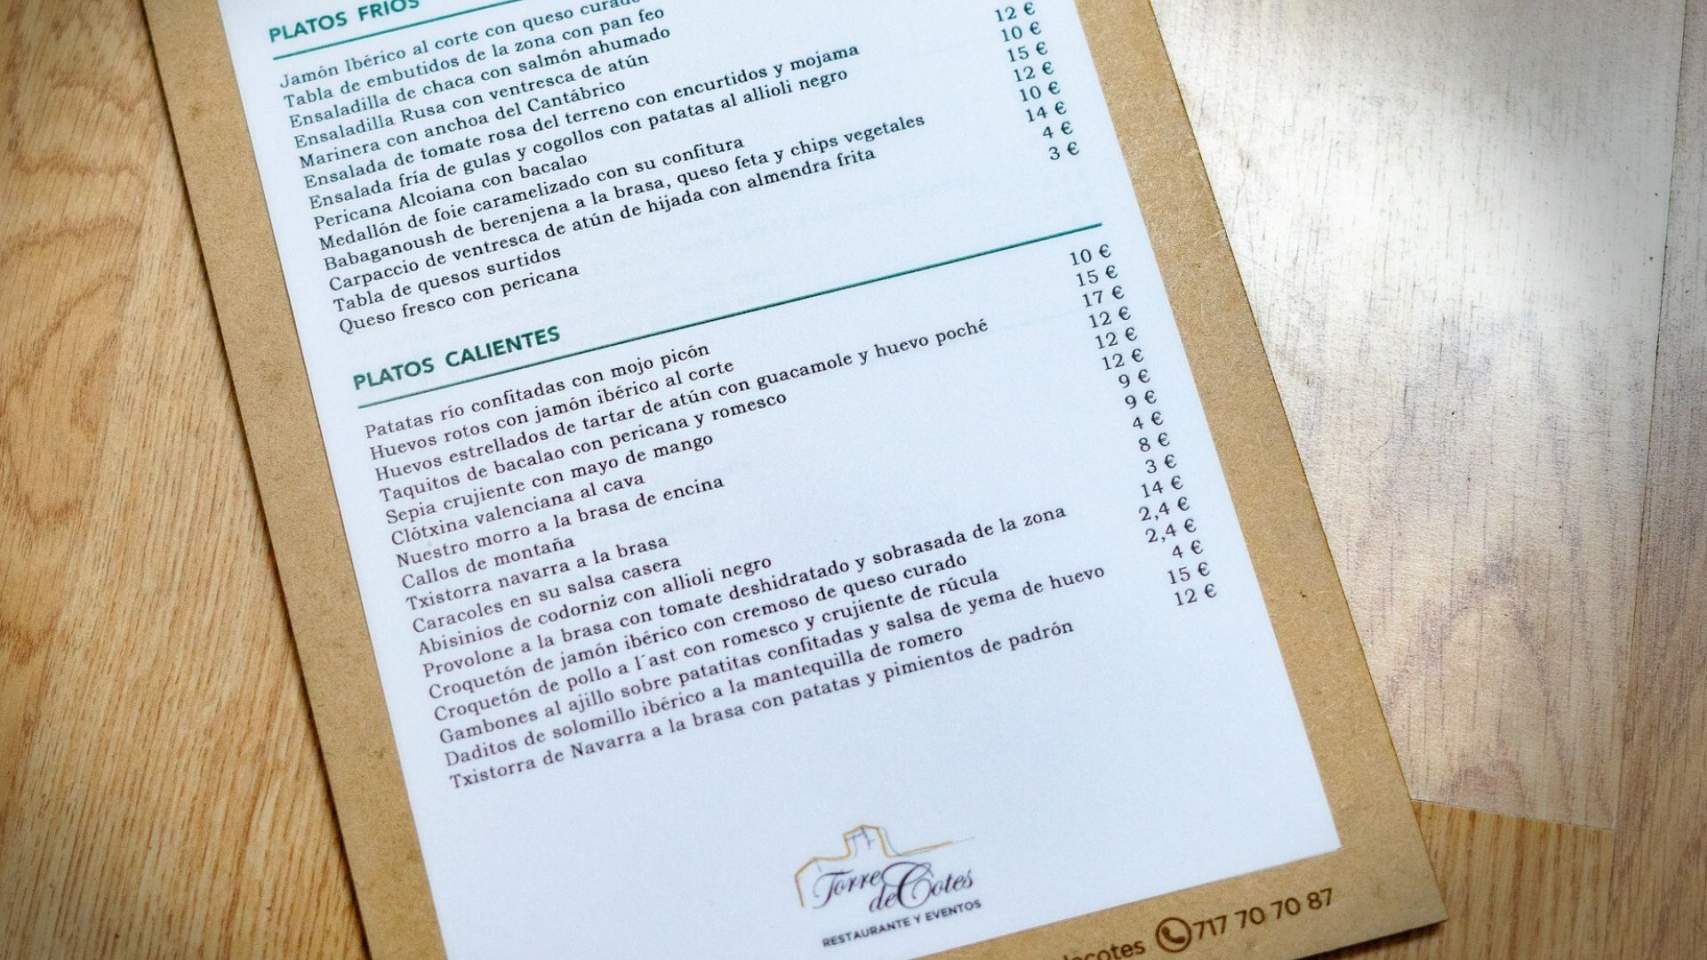 PLATOS FRIOS
Jamón Ibérico al corte con queso curado
Tabla de embutidos de la zona con pan feo
Ensaladilla de chaca con salmón ahumado
Ensaladilla Rusa con ventresca de atún
Marinera con anchoa del Cantábrico
Ensalada de tomate rosa del terreno con encurtidos y mojama 12 €
Ensalada fría de gulas y cogollos con patatas al allioli negro 10 €
Pericana Alcoiana con bacalao 15 €
Medallón de foie caramelizado con su confitura 12 €
Babaganoush de berenjena a la brasa, queso feta y chips vegetales 10 €
Carpaccio de ventresca de atún de hijada con almendra frita 14 €
Tabla de quesos surtidos 4 €
Queso fresco con pericana 3 €
PLATOS CALIENTES
Patatas río confitadas con mojo picón 10 €
Huevos rotos con jamón ibérico al corte 15 €
Huevos estrellados de tartar de atún con guacamole y huevo poché 17 €
Taquitos de bacalao con pericana y romesco 12 €
Sepia crujiente con mayo de mango 12 €
Clótxina valenciana al cava 12 €
Nuestro morro a la brasa de encina 9 €
Callos de montaña 9 €
Txistorra navarra a la brasa 4 €
Caracoles en su salsa casera 8 €
Abisinios de codorniz con allioli negro 3 €
Provolone a la brasa con tomate deshidratado y sobrasada de la zona 14 €
Croquetón de jamón ibérico con cremoso de queso curado 2,4 €
Croquetón de pollo a l´ast con romesco y crujiente de rúcula 2,4 €
Gambones al ajillo sobre patatitas confitadas y salsa de yema de huevo 4 €
Daditos de solomillo ibérico a la mantequilla de romero 15 €
Txistorra de Navarra a la brasa con patatas y pimientos de padrón 12 €
Torre de Cotes
RESTAURANTE Y EVENTOS
717 70 70 87